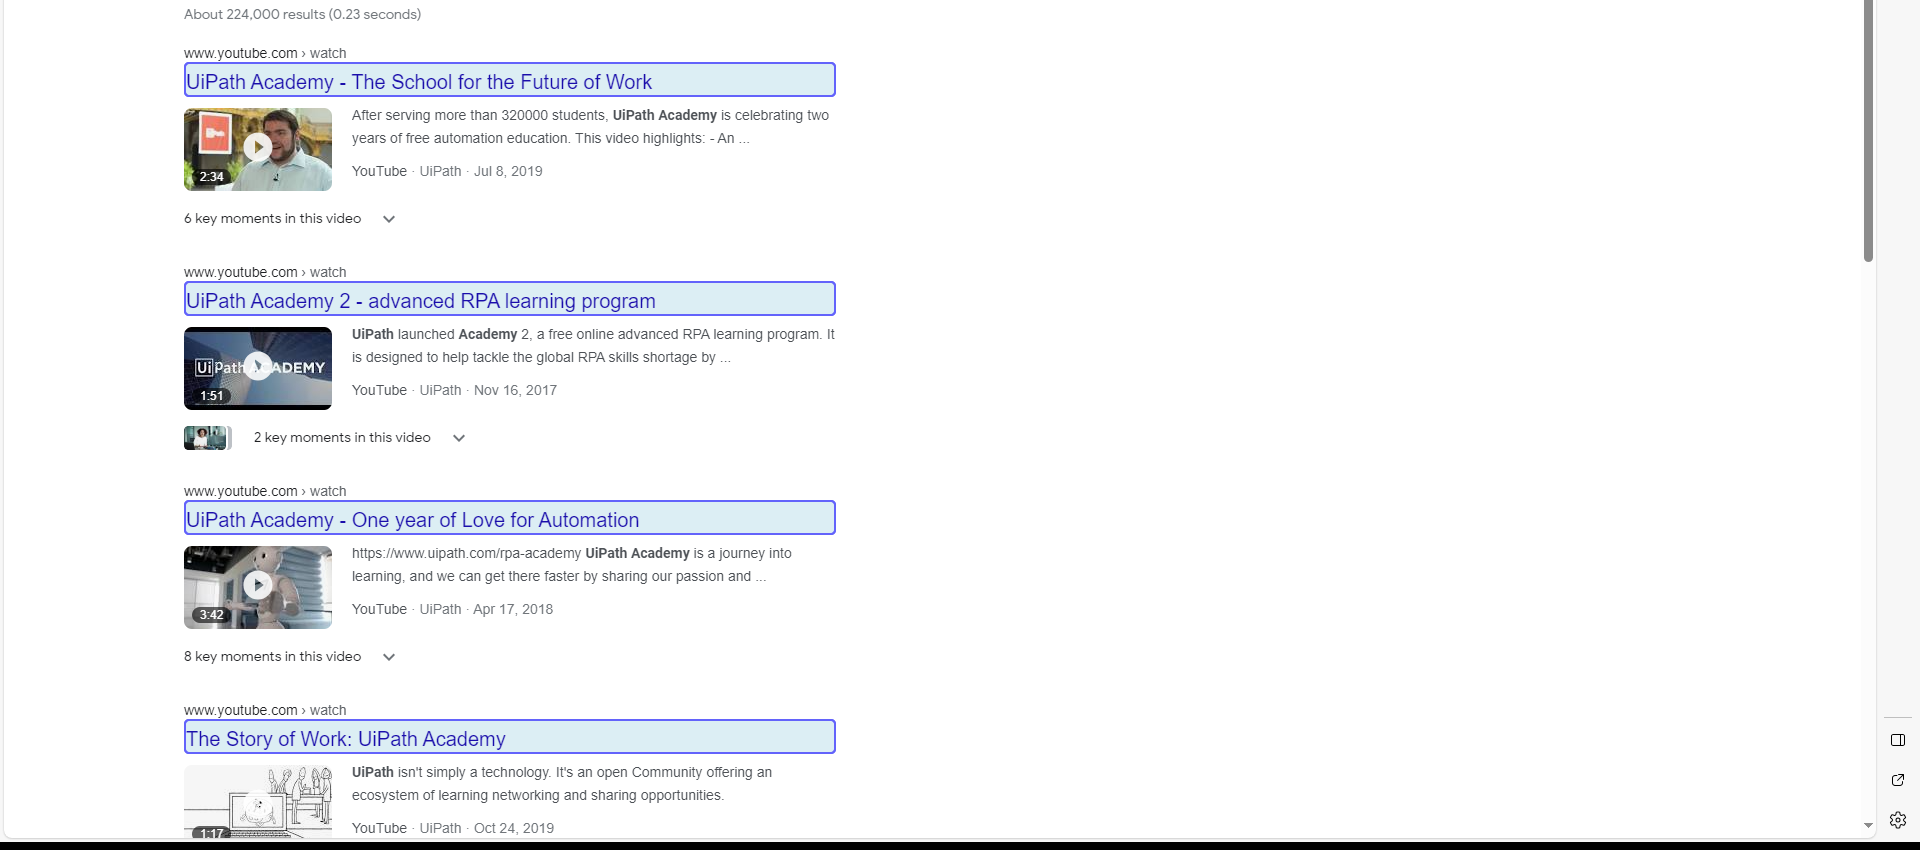 About 224,000 results (0.23 seconds)
www.youtube.com › watch
UiPath Academy - The School for the Future of Work
After serving more than 320000 students, UiPath Academy is celebrating two
years of free automation education. This video highlights: - An ...
2:34
YouTube · UiPath · Jul 8, 2019
6 key moments in this video
www.youtube.com › watch
UiPath Academy 2 - advanced RPA learning program
UiPath launched Academy 2, a free online advanced RPA learning program. It
is designed to help tackle the global RPA skills shortage by ...
UiPath ACADEMY
1:51
YouTube · UiPath · Nov 16, 2017
2 key moments in this video
www.youtube.com › watch
UiPath Academy - One year of Love for Automation
https://www.uipath.com/rpa-academy UiPath Academy is a journey into
learning, and we can get there faster by sharing our passion and ...
3:42
YouTube · UiPath · Apr 17, 2018
8 key moments in this video
www.youtube.com › watch
The Story of Work: UiPath Academy
UiPath isn't simply a technology. It's an open Community offering an
ecosystem of learning networking and sharing opportunities.
1:17
YouTube · UiPath · Oct 24, 2019